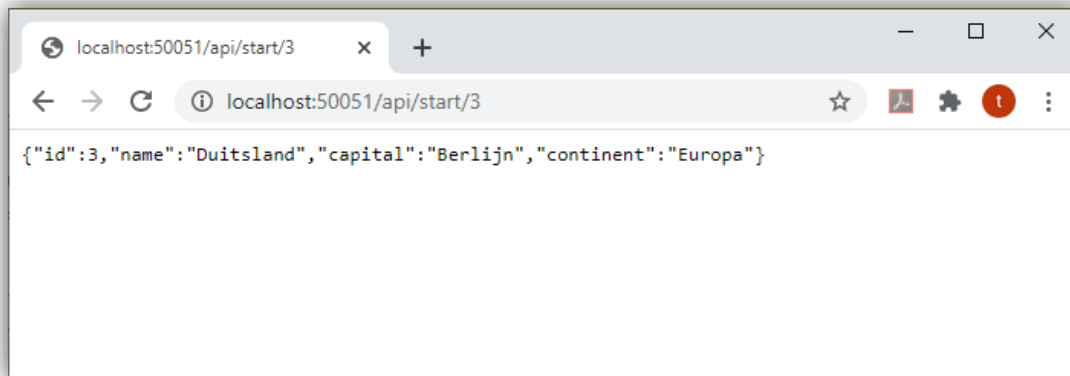 localhost:50051/api/start/3
localhost:50051/api/start/3
t
{"id":3,"name":"Duitsland","capital":"Berlijn","continent":"Europa"}